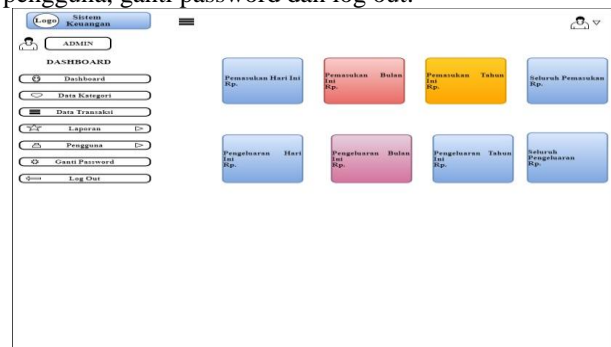 pengguna, ganti password dan log out.
Logo
Sistem
Keuangan
ADMIN
DASHBOARD
Dashboard
Data Kategori
Data Transaksi
Laporan
Pengguna
Ganti Password
Log Out
Pemasukan Hari Ini
Rp.
Pemasukan Bulan
Ini
Rp.
Pemasukan Tahun
Ini
Rp.
Seluruh Pemasukan
Rp.
Pengeluaran Hari
Ini
Rp.
Pengeluaran Bulan
Ini
Rp.
Pengeluaran Tahun
Ini
Rp.
Seluruh
Pengeluaran
Rp.